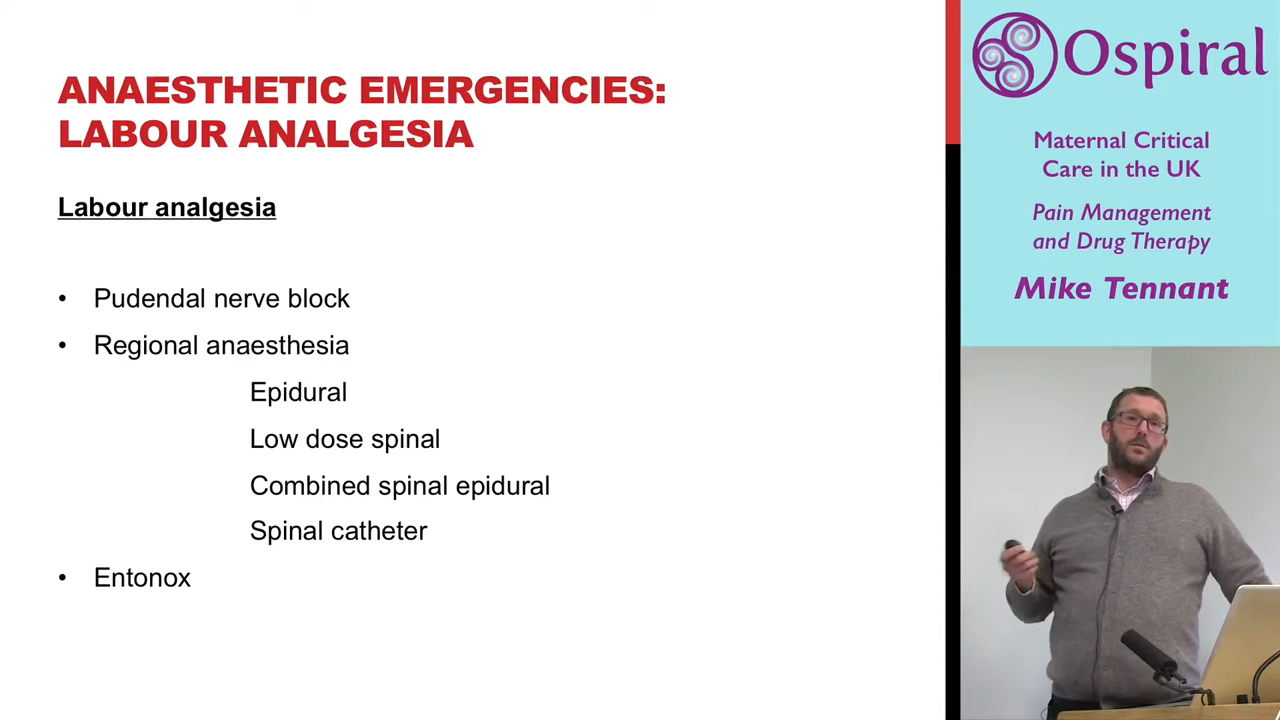 ANAESTHETIC EMERGENCIES:
LABOUR ANALGESIA
Labour analgesia
• Pudendal nerve block
• Regional anaesthesia
Epidural
Low dose spinal
Combined spinal epidural
Spinal catheter
• Entonox
Ospiral
Maternal Critical
Care in the UK
Pain Management
and Drug Therapy
Mike Tennant